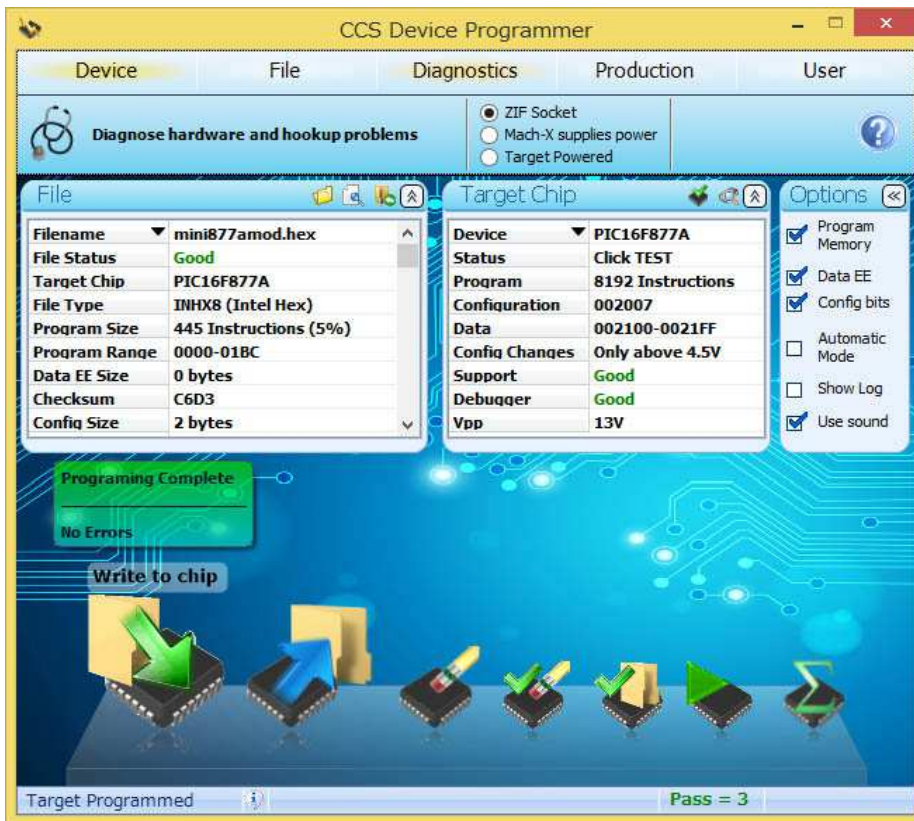 CCS Device Programmer
Device File Diagnostics Production User
Diagnose hardware and hookup problems
ZIF Socket
Mach-X supplies power
Target Powered
File
Filename mini877amod.hex
File Status Good
Target Chip PIC16F877A
File Type INHX8 (Intel Hex)
Program Size 445 Instructions (5%)
Program Range 0000-01BC
Data EE Size 0 bytes
Checksum C6D3
Config Size 2 bytes
Target Chip
Device PIC16F877A
Status Click TEST
Program 8192 Instructions
Configuration 002007
Data 002100-0021FF
Config Changes Only above 4.5V
Support Good
Debugger Good
Vpp 13V
Options
Program
Memory
Data EE
Config bits
Automatic
Mode
Show Log
Use sound
Programing Complete
No Errors
Write to chip
Target Programmed Pass = 3